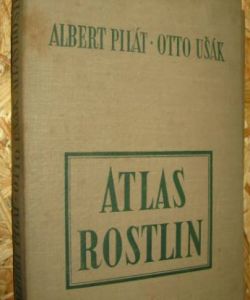 ALBERT PILÁT · OTTO UŠÁK
ATLAS
ROSTLIN